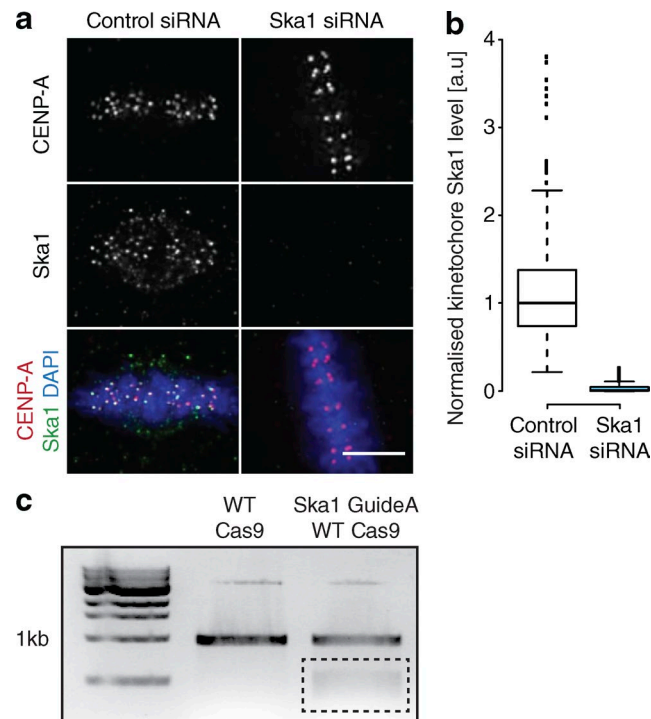 a
Control siRNA
Ska1 siRNA
CENP-A
Ska1
CENP-A
Ska1 DAPI
b
Normalised kinetochore Ska1 level [a.u]
4
3
2
1
0
Control
siRNA
Ska1
siRNA
c
WT
Cas9
Ska1 GuideA
WT Cas9
1kb